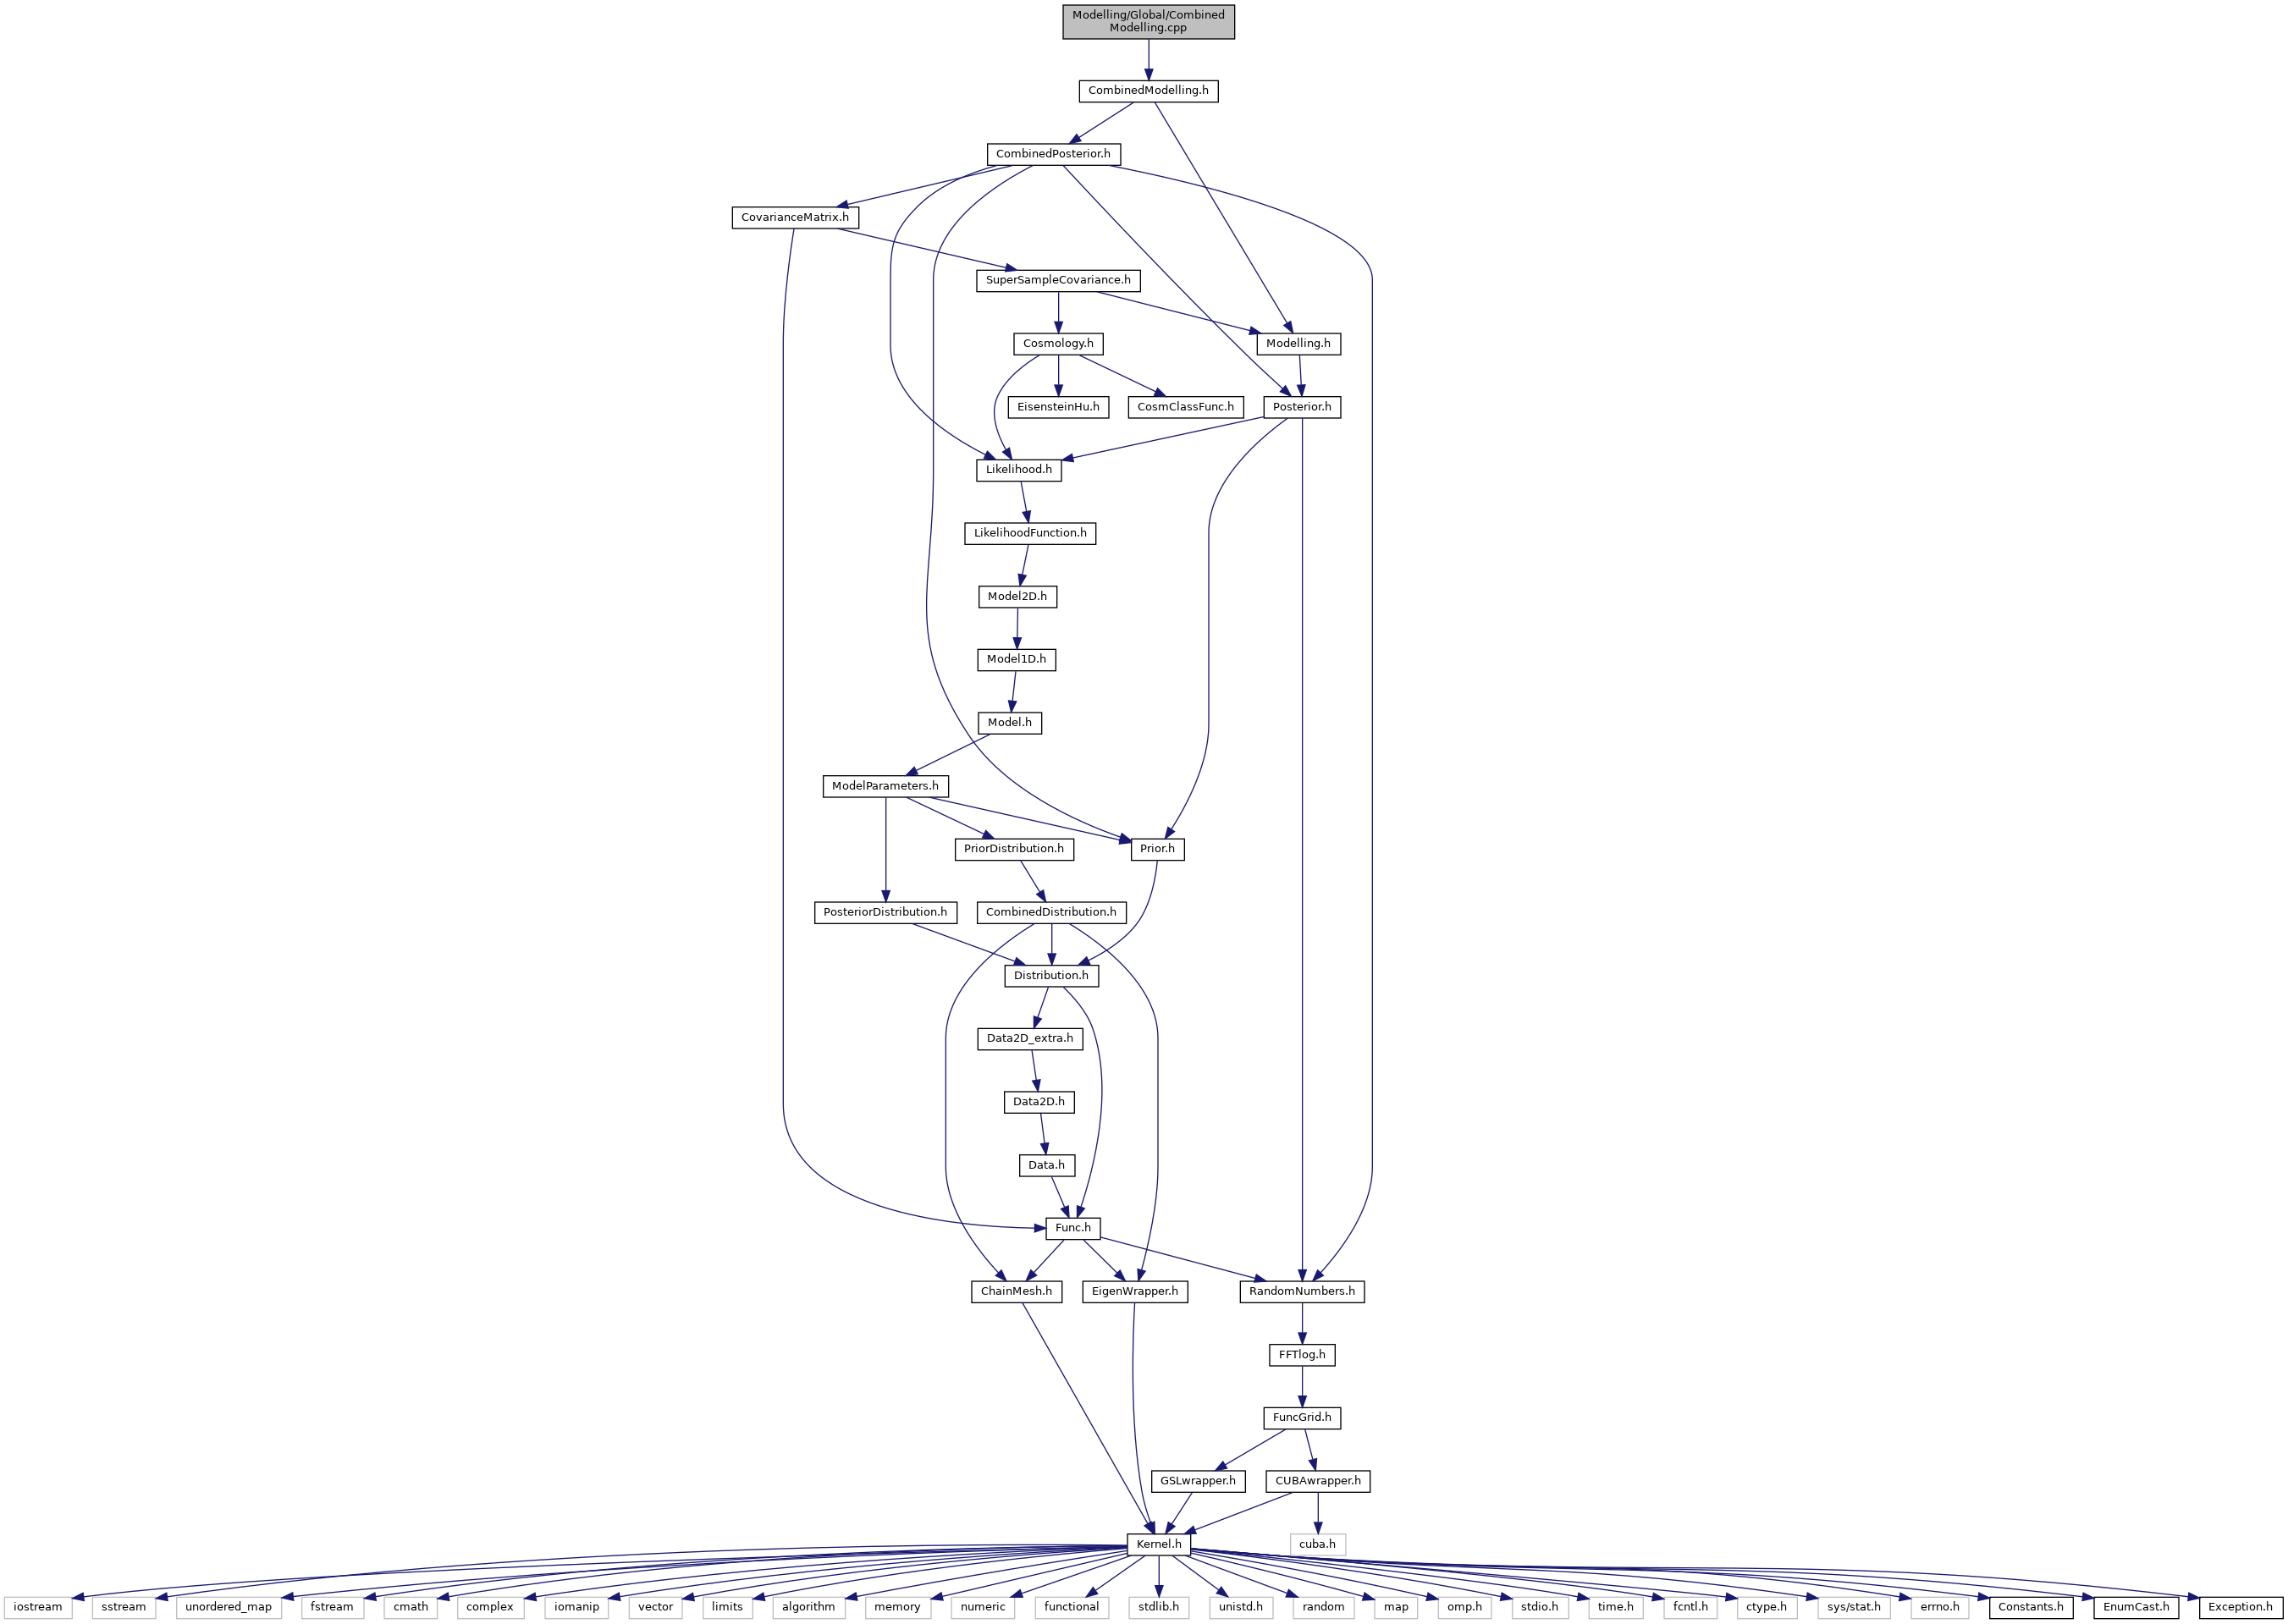 Modelling/Global/Combined
Modelling.cpp
CombinedModelling.h
CombinedPosterior.h
CovarianceMatrix.h
SuperSampleCovariance.h
Cosmology.h
Modelling.h
EisensteinHu.h
CosmClassFunc.h
Posterior.h
Likelihood.h
LikelihoodFunction.h
Model2D.h
Model1D.h
Model.h
ModelParameters.h
PriorDistribution.h
Prior.h
PosteriorDistribution.h
CombinedDistribution.h
Distribution.h
Data2D_extra.h
Data2D.h
Data.h
Func.h
ChainMesh.h
EigenWrapper.h
RandomNumbers.h
FFTlog.h
FuncGrid.h
GSLwrapper.h
CUBAwrapper.h
Kernel.h
cuba.h
iostream
sstream
unordered_map
fstream
cmath
complex
iomanip
vector
limits
algorithm
memory
numeric
functional
stdlib.h
unistd.h
random
map
omp.h
stdio.h
time.h
fcntl.h
ctype.h
sys/stat.h
errno.h
Constants.h
EnumCast.h
Exception.h